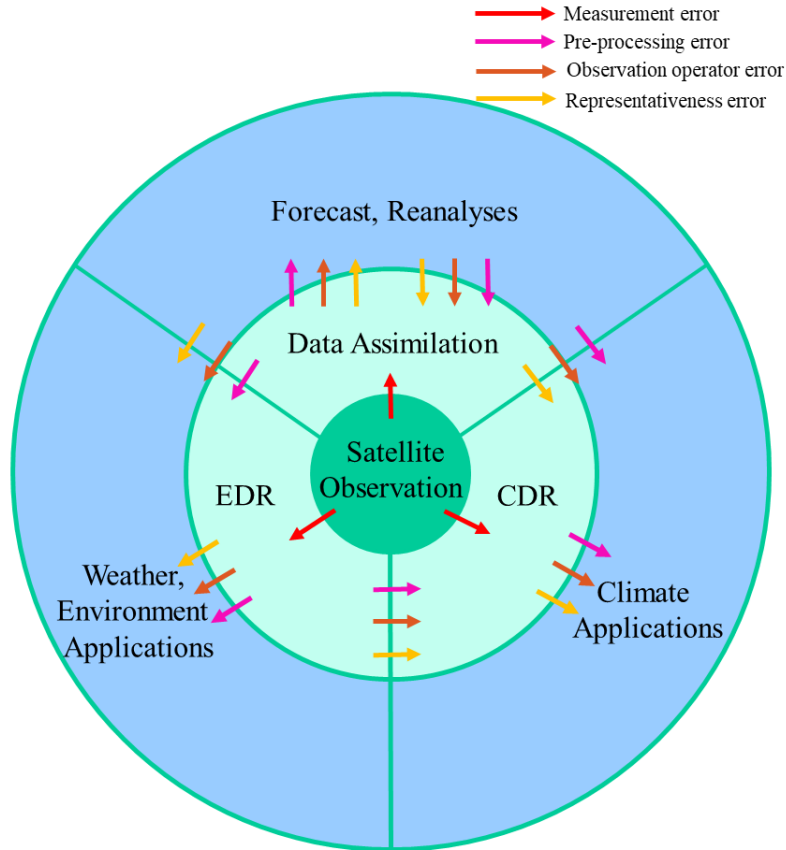 Measurement error
Pre-processing error
Observation operator error
Representativeness error
Forecast, Reanalyses
Data Assimilation
Satellite
Observation
EDR
CDR
Weather,
Environment
Applications
Climate
Applications